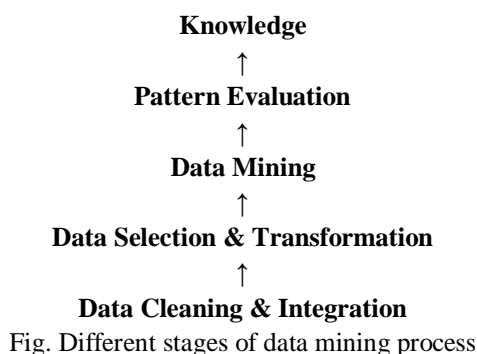 Knowledge
↑
Pattern Evaluation
↑
Data Mining
↑
Data Selection & Transformation
↑
Data Cleaning & Integration
Fig. Different stages of data mining process